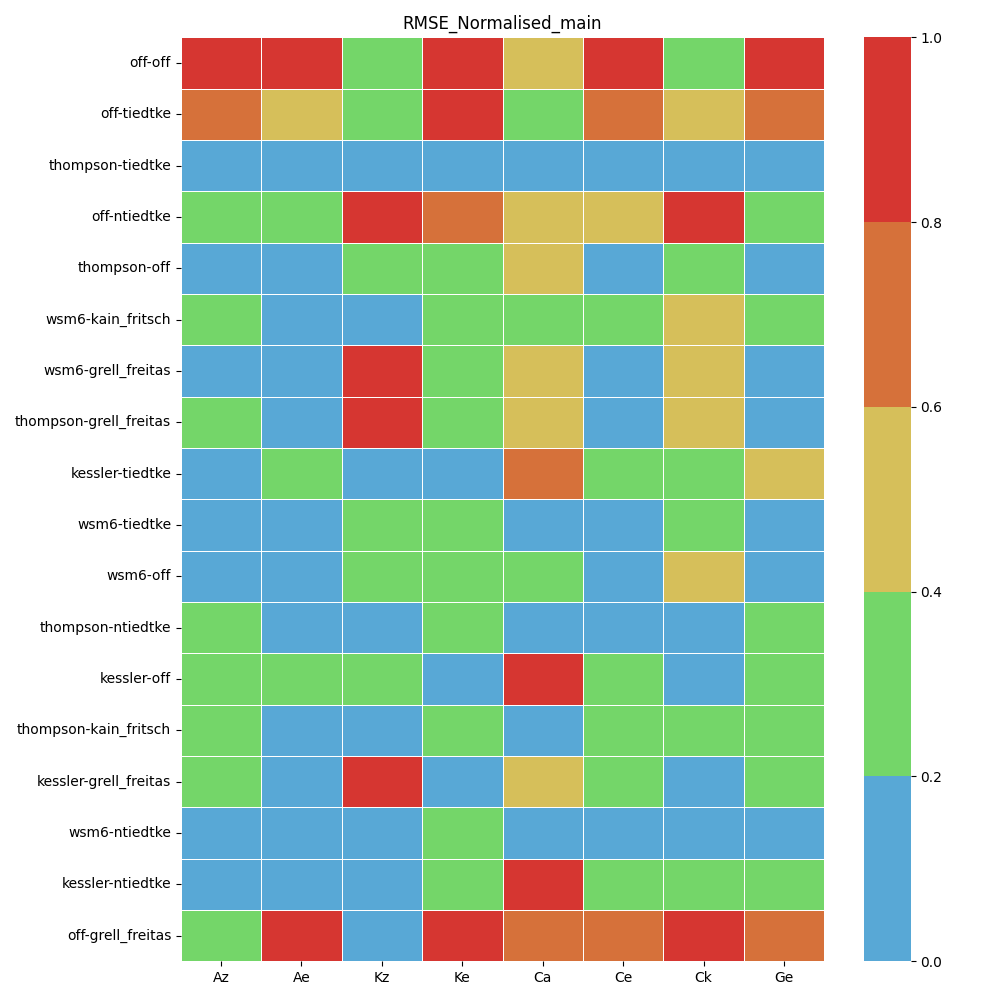 RMSE_Normalised_main
off-off
off-tiedtke
thompson-tiedtke
off-ntiedtke
thompson-off
wsm6-kain_fritsch
wsm6-grell_freitas
thompson-grell_freitas
kessler-tiedtke
wsm6-tiedtke
wsm6-off
thompson-ntiedtke
kessler-off
thompson-kain_fritsch
kessler-grell_freitas
wsm6-ntiedtke
kessler-ntiedtke
off-grell_freitas
Az Ae Kz Ke Ca Ce Ck Ge
1.0
0.8
0.6
0.4
0.2
0.0